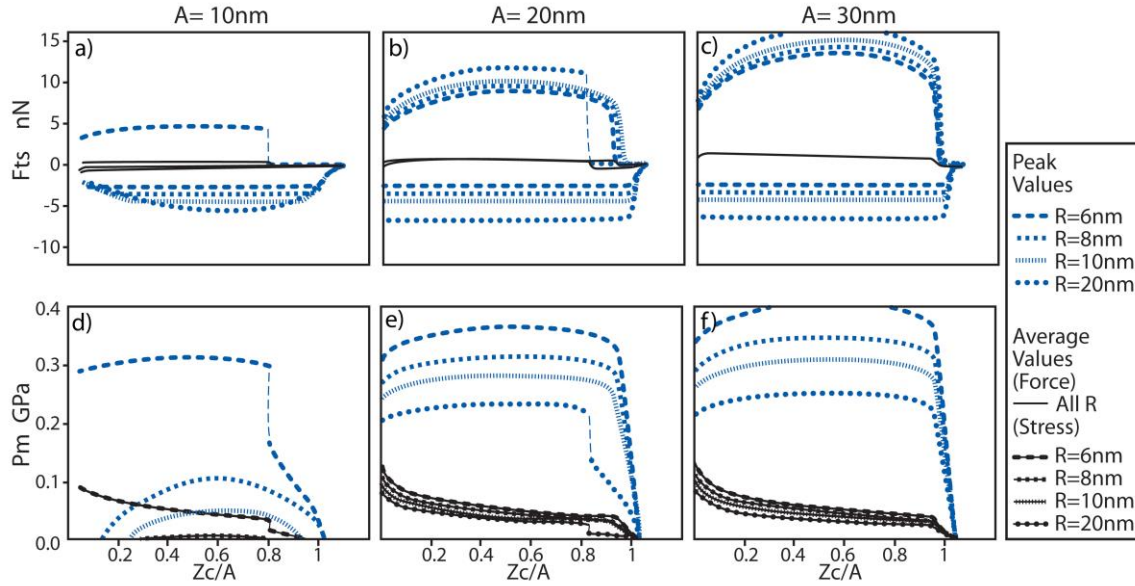 A= 10nm
A= 20nm
A= 30nm
Fts nN
15
10
5
0
-5
-10
a)
b)
c)
Pm GPa
0.4
0.3
0.2
0.1
0.0
d)
e)
f)
0.2 0.4 0.6 0.8 1
0.2 0.4 0.6 0.8 1
0.2 0.4 0.6 0.8 1
Zc/A
Zc/A
Zc/A
Peak
Values
R=6nm
R=8nm
R=10nm
R=20nm
Average
Values
(Force)
All R
(Stress)
R=6nm
R=8nm
R=10nm
R=20nm